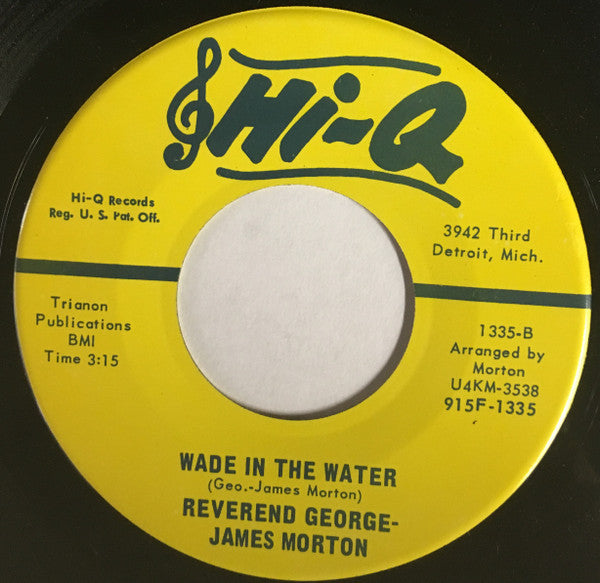 Hi-Q
Hi-Q Records
Reg. U. S. Pat. Off.
3942 Third
Detroit, Mich.
Trianon
Publications
BMI
Time 3:15
1335-B
Arranged by
Morton
U4KM-3538
915F-1335
WADE IN THE WATER
(Geo.-James Morton)
REVEREND GEORGE-
JAMES MORTON